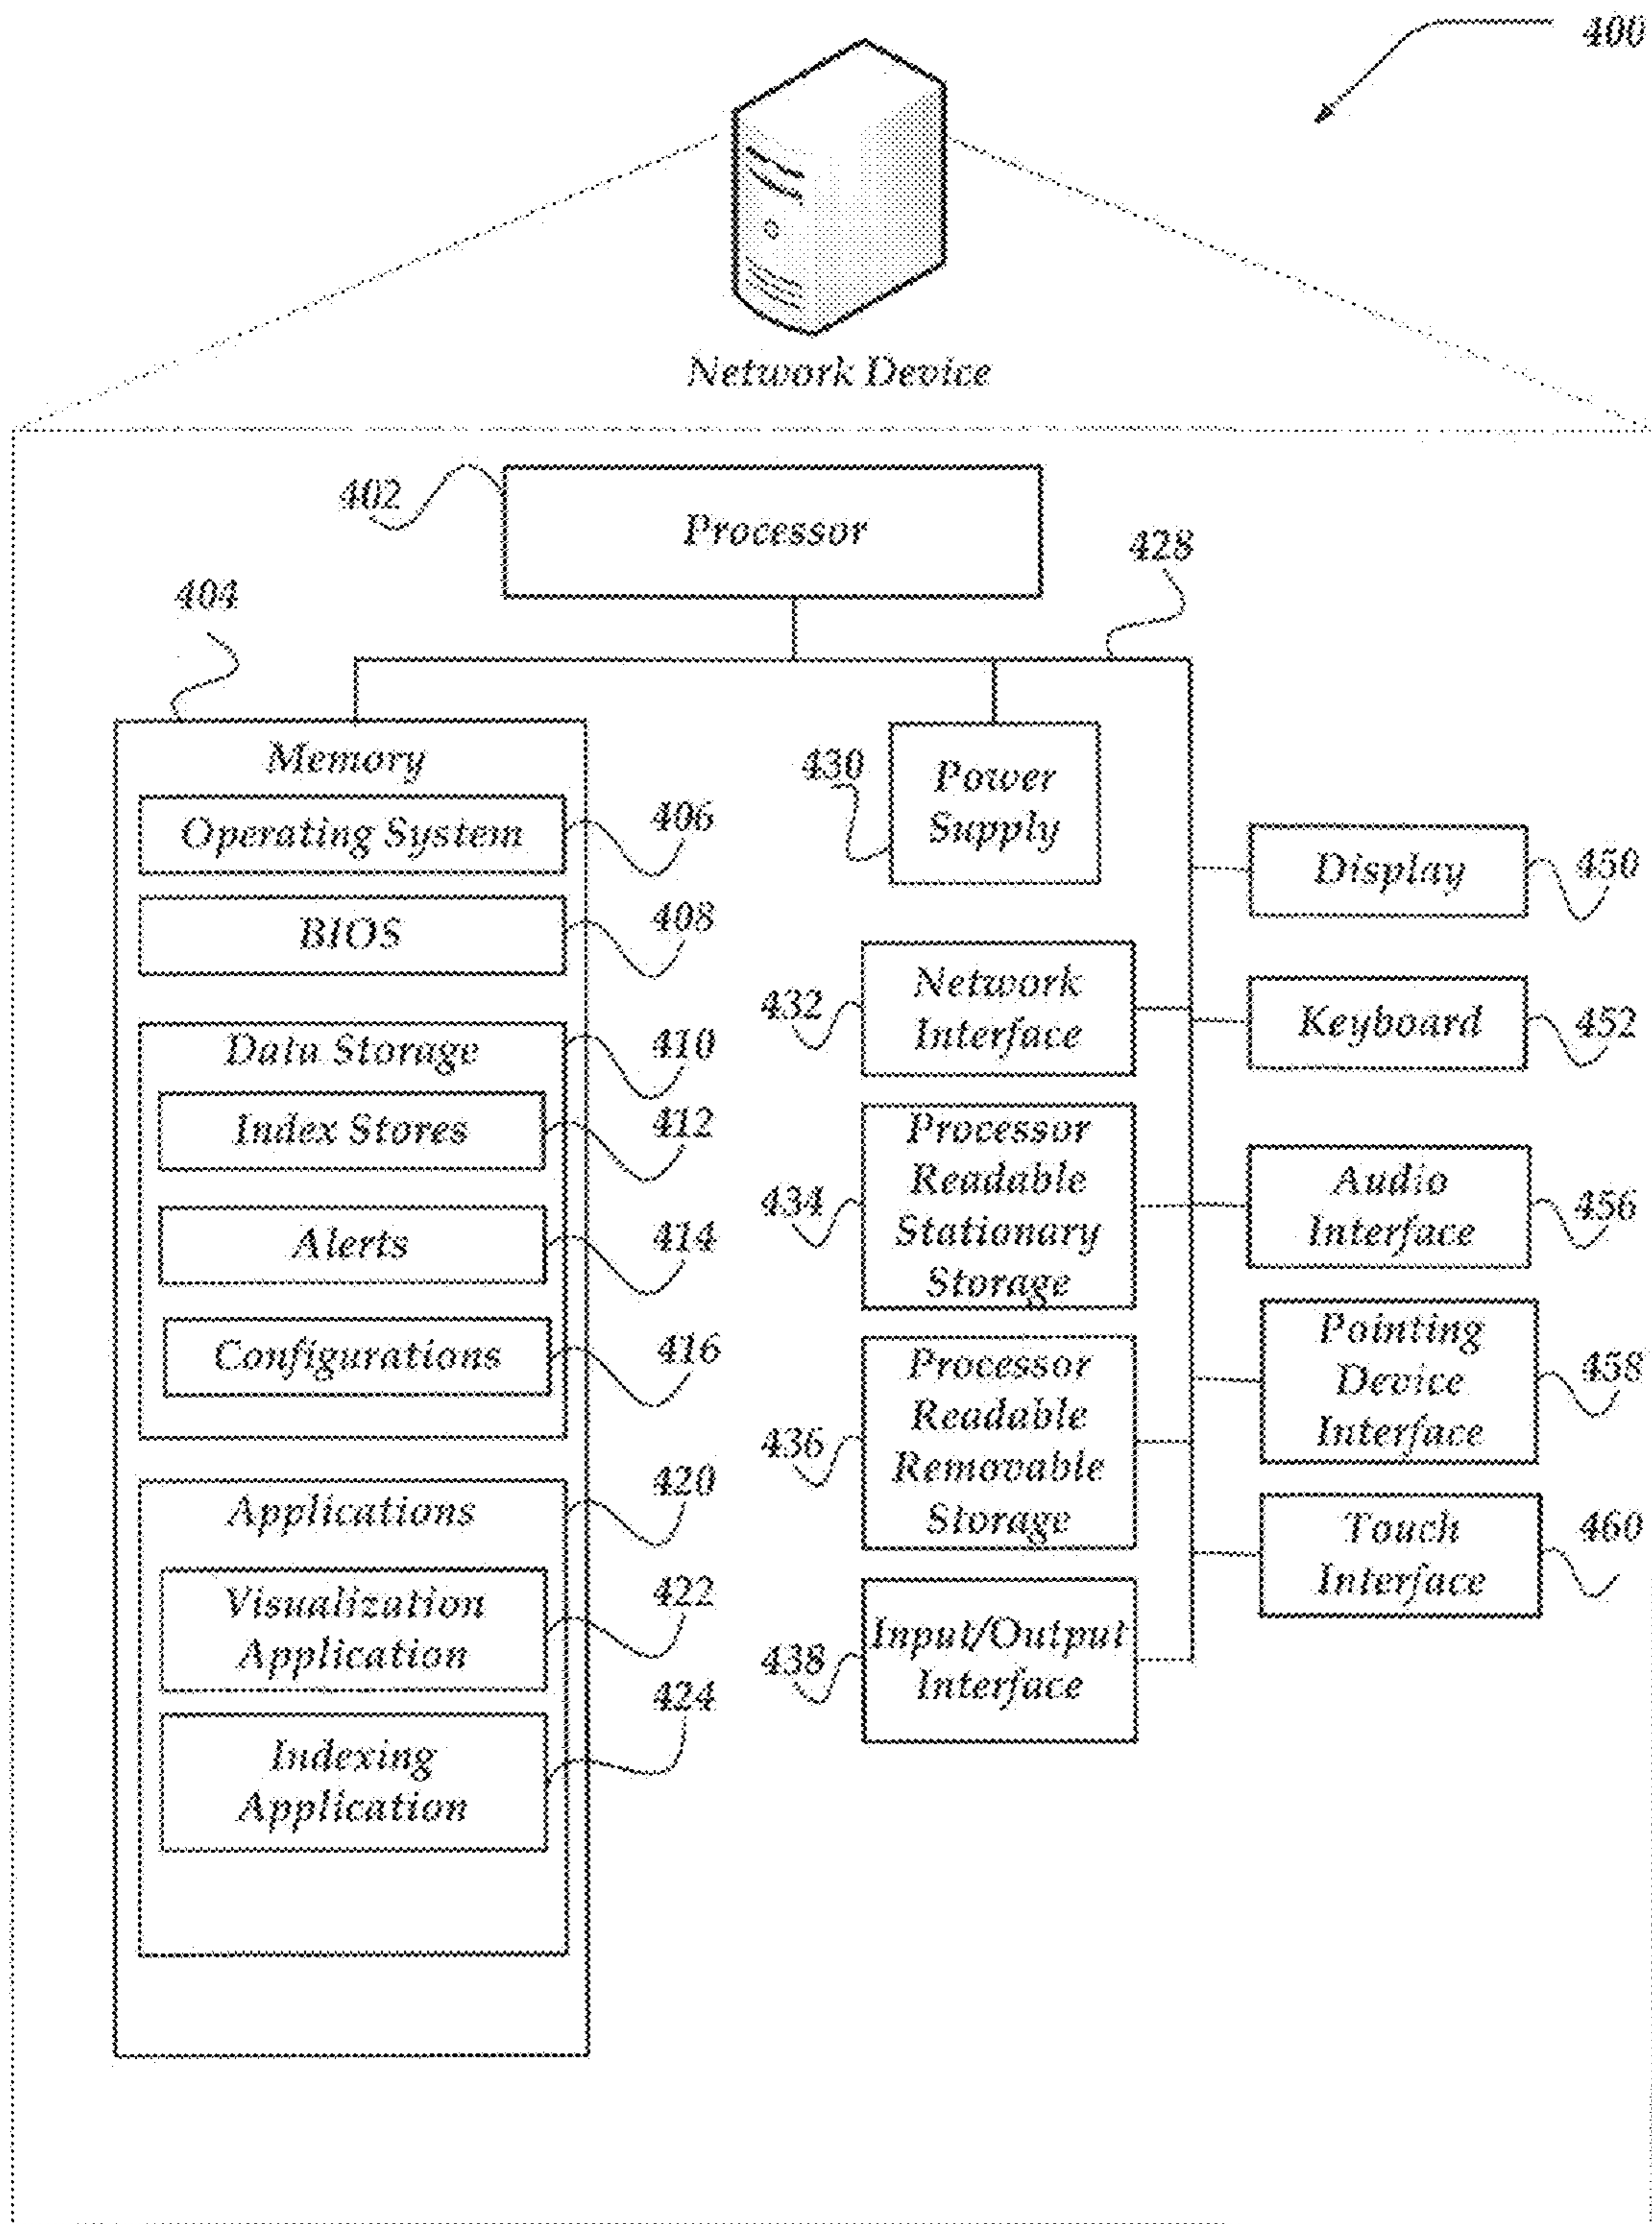 400
Network Device
402
Processor
428
404
Memory
Operating System
406
BIOS
408
Data Storage
410
Index Stores
412
Alerts
414
Configurations
416
Applications
420
Visualization
Application
422
Indexing
Application
424
430
Power
Supply
432
Network
Interface
434
Processor
Readable
Stationary
Storage
436
Processor
Readable
Removable
Storage
438
Input/Output
Interface
Display
450
Keyboard
452
Audio
Interface
456
Pointing
Device
Interface
458
Touch
Interface
460